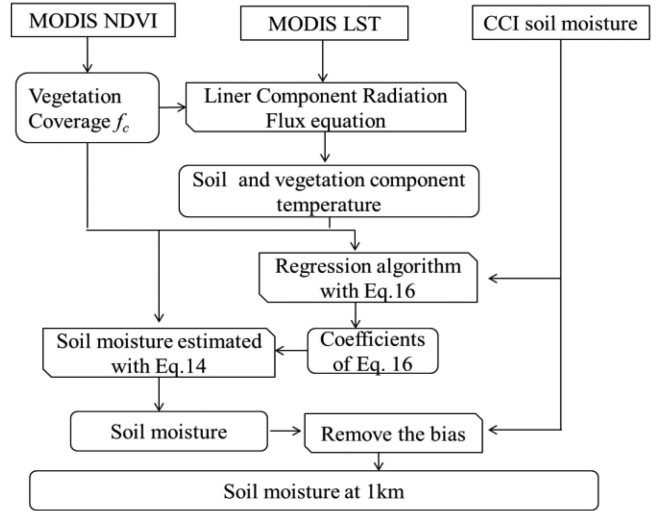 MODIS NDVI
MODIS LST
CCI soil moisture
Vegetation
Coverage fc
Liner Component Radiation
Flux equation
Soil and vegetation component
temperature
Regression algorithm
with Eq.16
Soil moisture estimated
with Eq.14
Coefficients
of Eq. 16
Soil moisture
Remove the bias
Soil moisture at 1km